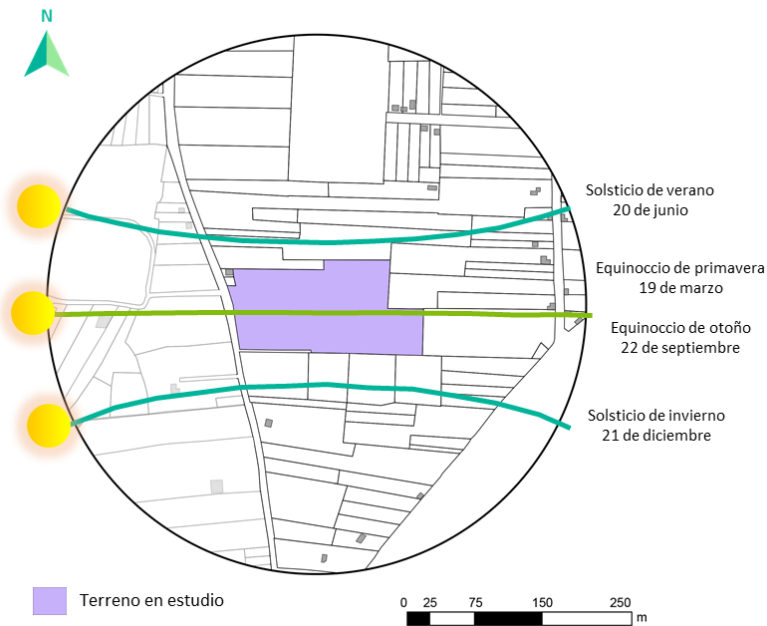 N
Solsticio de verano
20 de junio
Equinoccio de primavera
19 de marzo
Equinoccio de otoño
22 de septiembre
Solsticio de invierno
21 de diciembre
Terreno en estudio
0 25 75 150 250
m